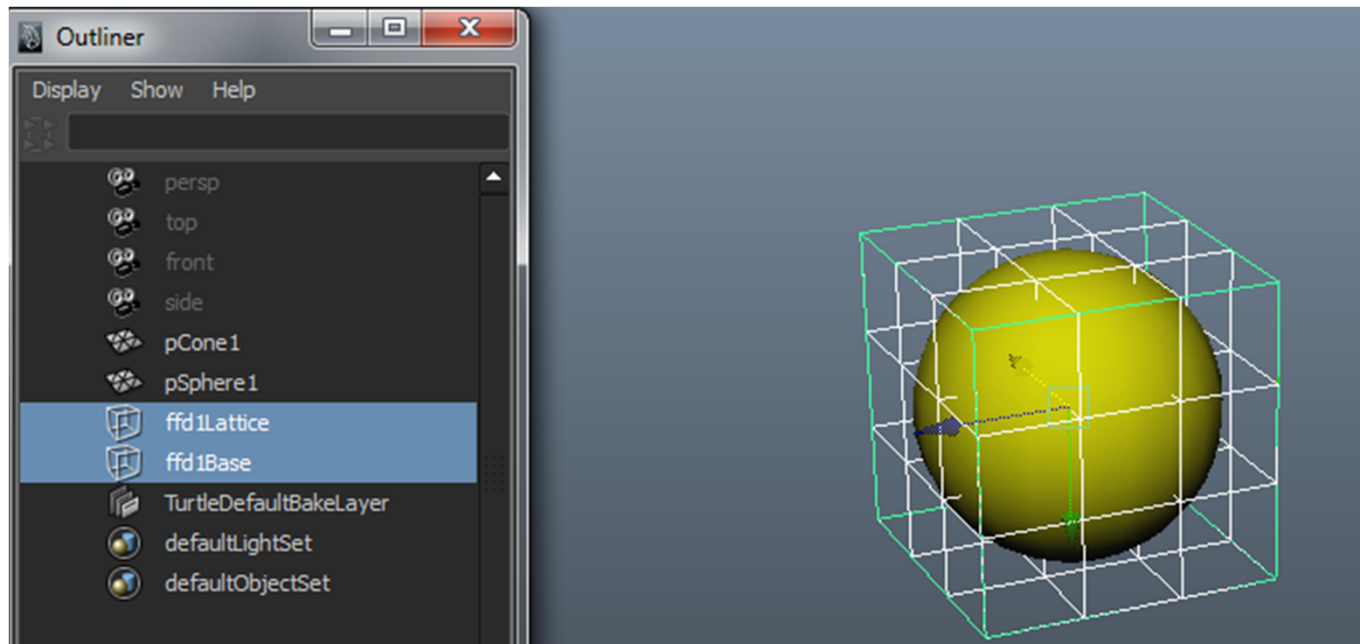 Outliner
Display Show Help
persp
top
front
side
pCone1
pSphere1
ffd1Lattice
ffd1Base
TurtleDefaultBakeLayer
defaultLightSet
defaultObjectSet